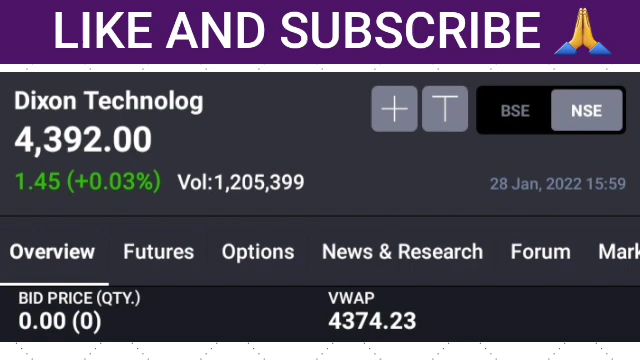 LIKE AND SUBSCRIBE 🙏
Dixon Technolog
BSE NSE
4,392.00
1.45 (+0.03%) Vol:1,205,399 28 Jan, 2022 15:59
Overview Futures Options News & Research Forum Mark
BID PRICE (QTY.) VWAP
0.00 (0) 4374.23